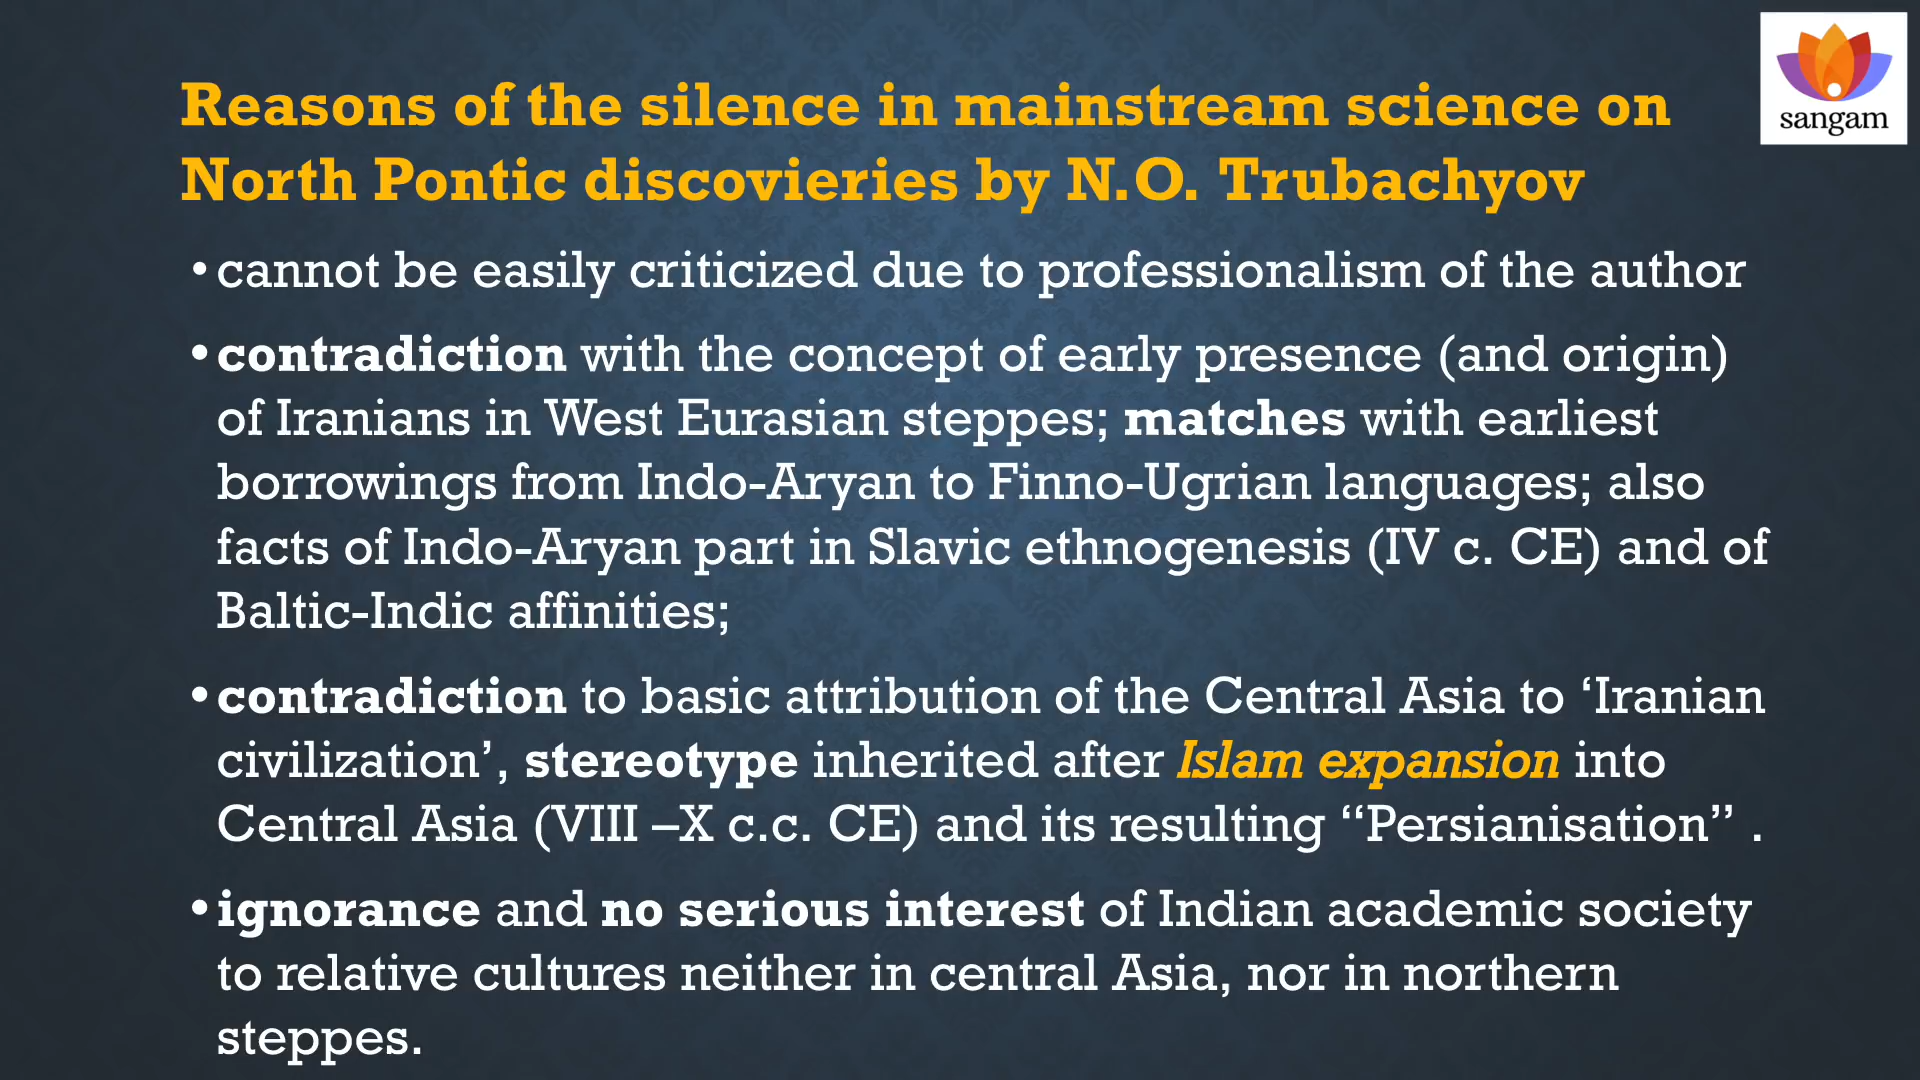 Reasons of the silence in mainstream science on
North Pontic discovieries by N.O. Trubachyov
sangam
•cannot be easily criticized due to professionalism of the author
•contradiction with the concept of early presence (and origin)
of Iranians in West Eurasian steppes; matches with earliest
borrowings from Indo-Aryan to Finno-Ugrian languages; also
facts of Indo-Aryan part in Slavic ethnogenesis (IV c. CE) and of
Baltic-Indic affinities;
•contradiction to basic attribution of the Central Asia to ‘Iranian
civilization’, stereotype inherited after Islam expansion into
Central Asia (VIII –X c.c. CE) and its resulting “Persianisation” .
•ignorance and no serious interest of Indian academic society
to relative cultures neither in central Asia, nor in northern
steppes.